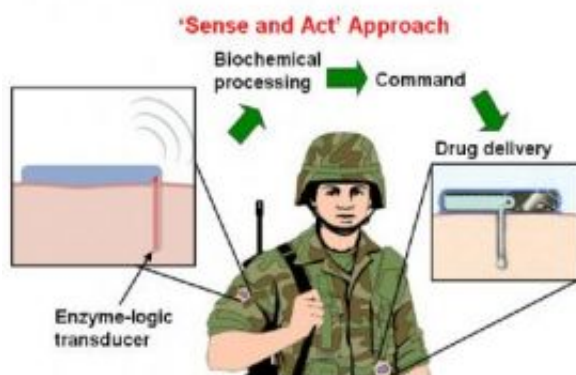 'Sense and Act' Approach
Biochemical
processing
Command
Drug delivery
Enzyme-logic
transducer